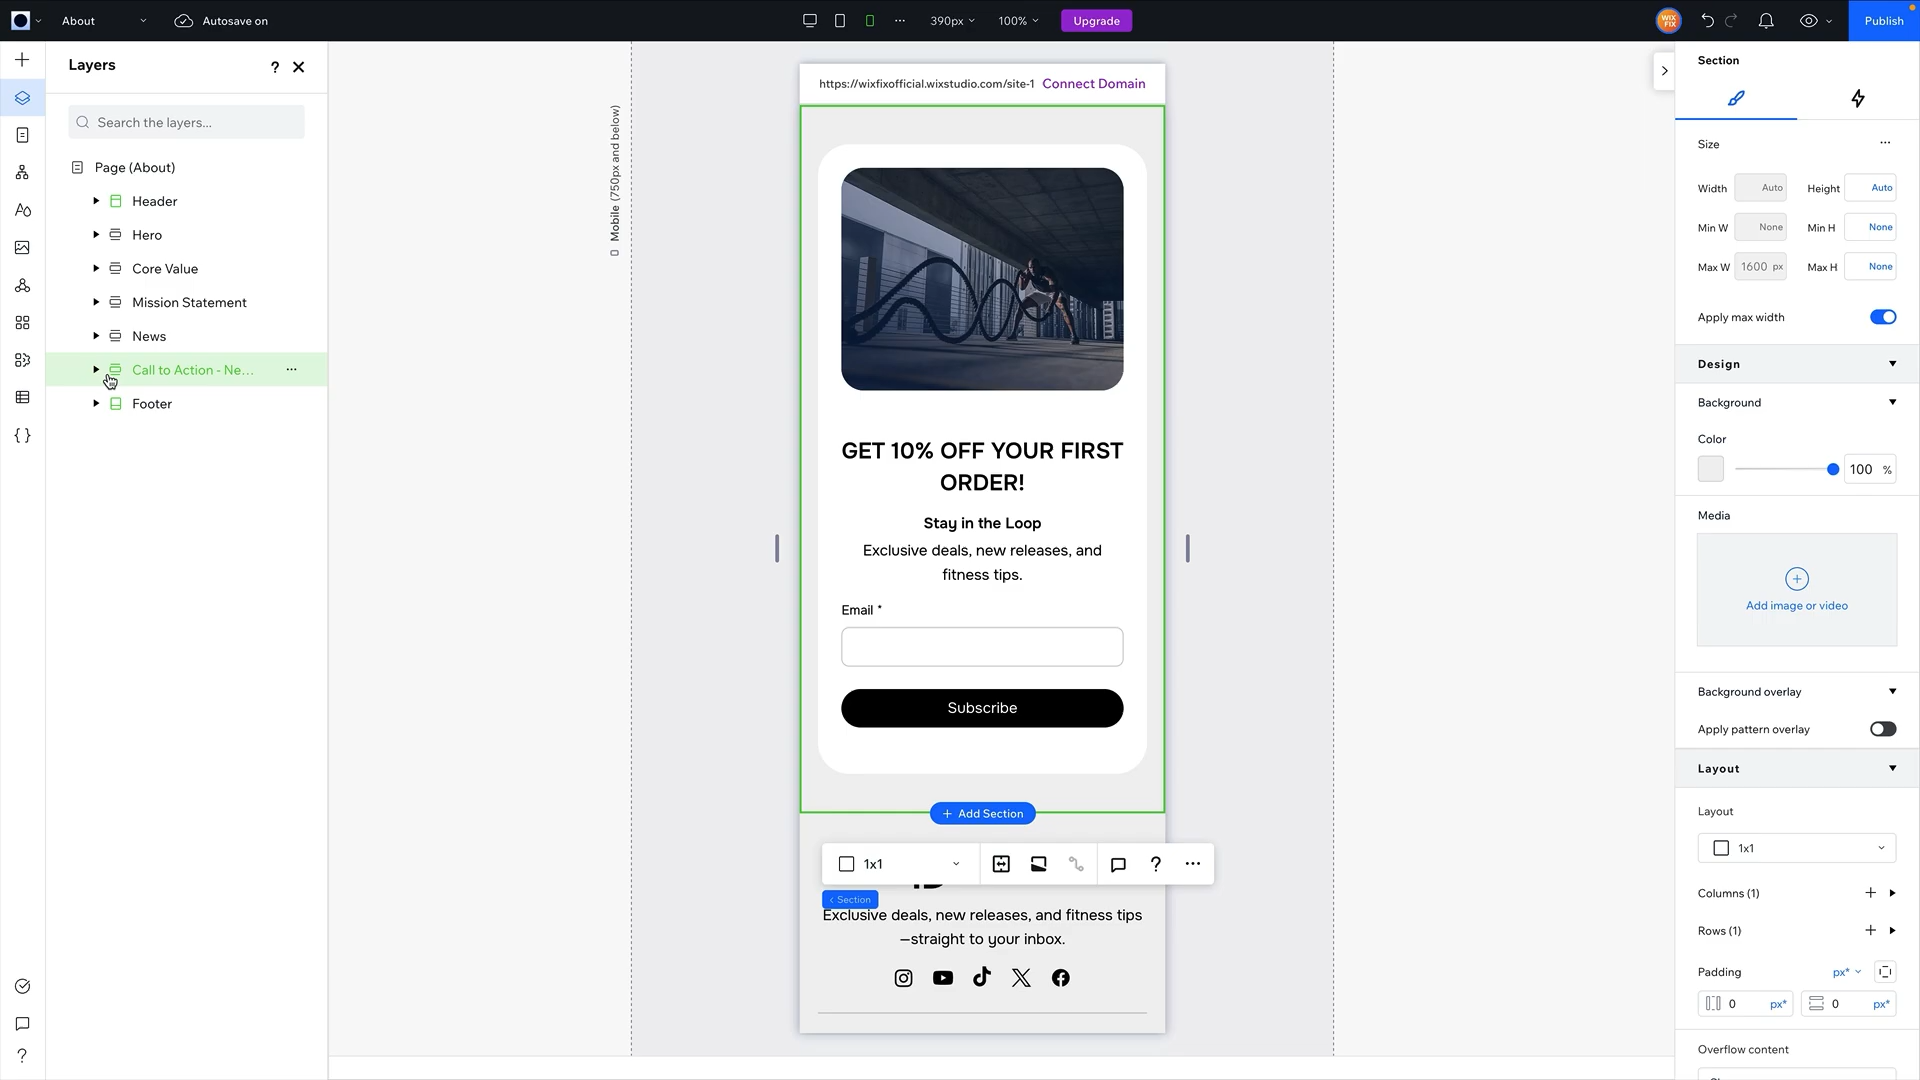 About
Autosave on
390px
100%
Upgrade
WIX
FIX
Publish
Layers
?
Search the layers...
Page (About)
Header
Hero
Core Value
Mission Statement
News
Call to Action - Ne...
Footer
Mobile (750px and below)
https://wixfixofficial.wixstudio.com/site-1 Connect Domain
GET 10% OFF YOUR FIRST
ORDER!
Stay in the Loop
Exclusive deals, new releases, and
fitness tips.
Email *
Subscribe
+ Add Section
1x1
?
< Section
Exclusive deals, new releases, and fitness tips
—straight to your inbox.
Section
Size
Width Auto Height Auto
Min W None Min H None
Max W 1600 px Max H None
Apply max width
Design
Background
Color
100 %
Media
Add image or video
Background overlay
Apply pattern overlay
Layout
Layout
1x1
Columns (1)
Rows (1)
Padding px*
0 px* 0 px*
Overflow content
?